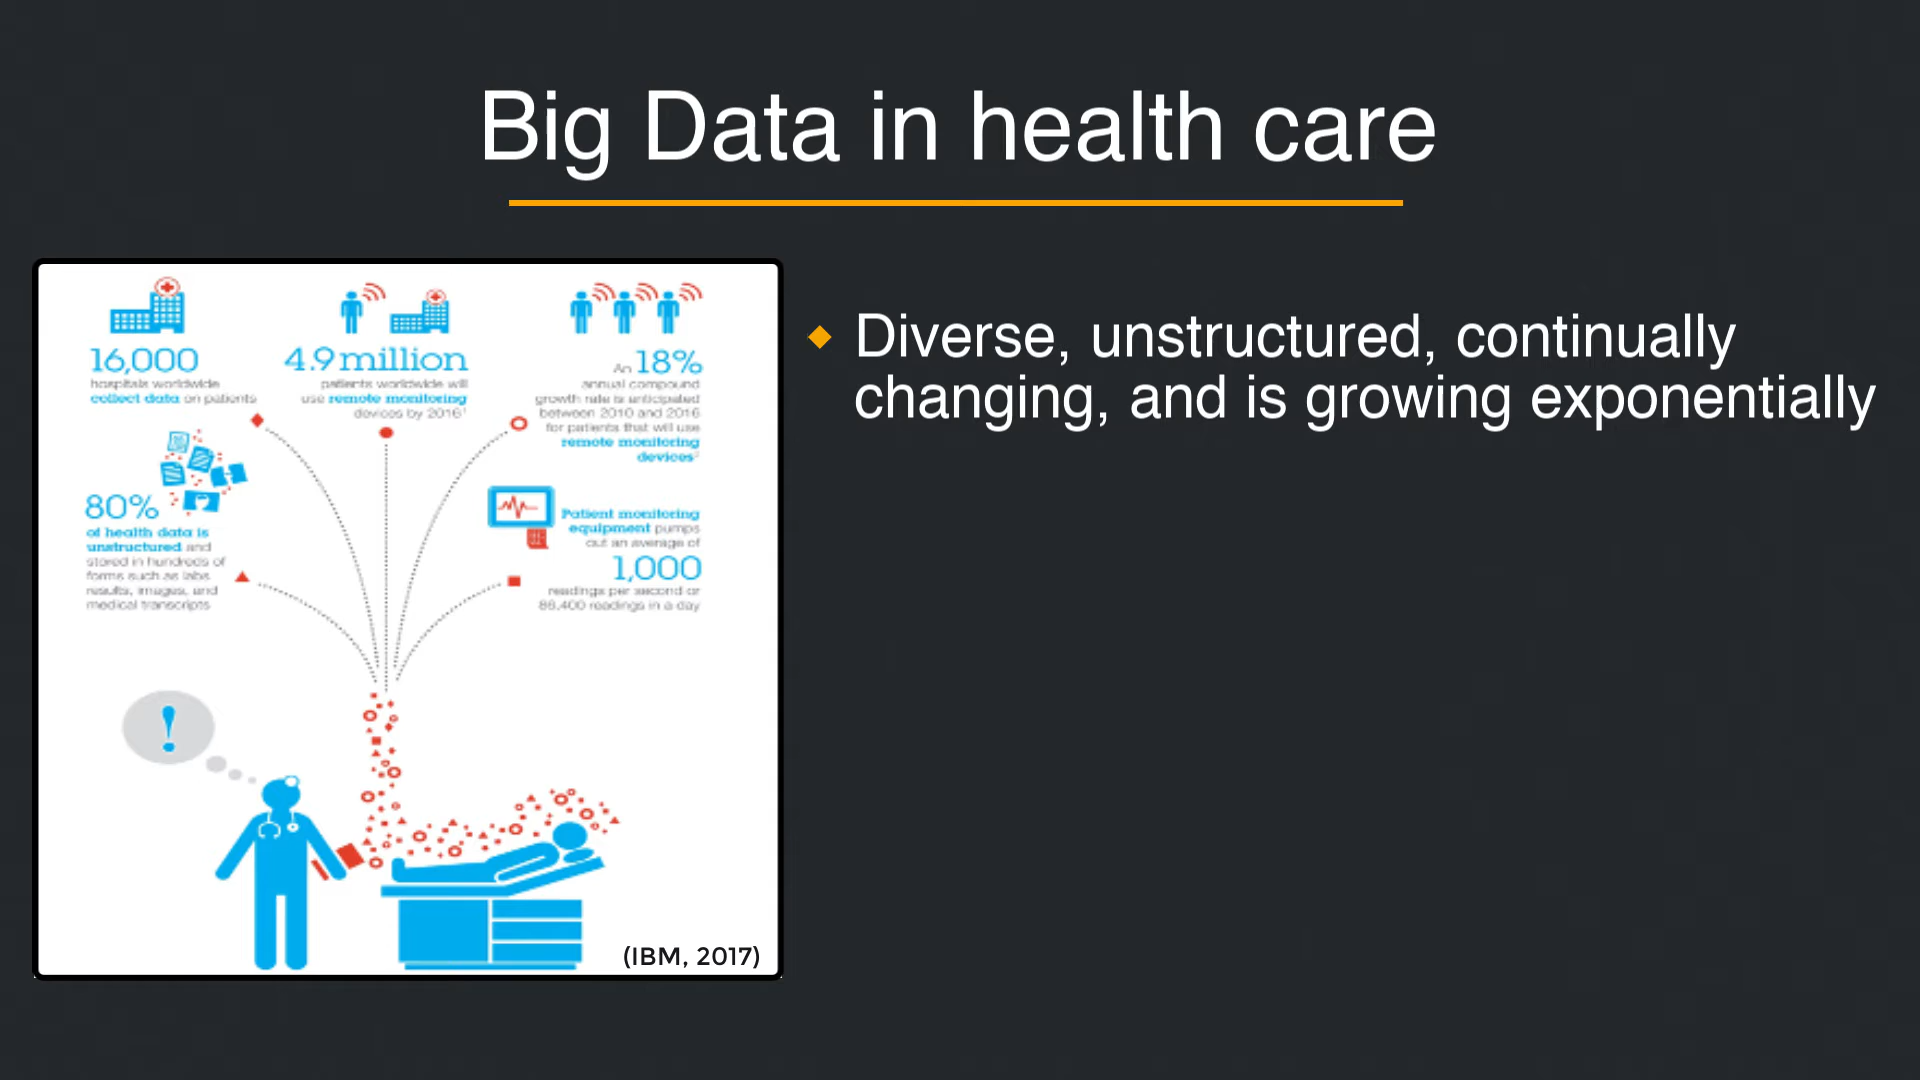 Big Data in health care
16,000
hospitals worldwide
collect data on patients
4.9 million
patients worldwide will
use remote monitoring
devices by 2016¹
An 18%
annual compound
growth rate is anticipated
between 2010 and 2016
for patients that will use
remote monitoring
devices²
80%
of health data is
unstructured and
stored in hundreds of
forms such as labs
results, images, and
medical transcripts
Patient monitoring
equipment pumps
out an average of
1,000
readings per second or
86,400 readings in a day
!
(IBM, 2017)
Diverse, unstructured, continually
changing, and is growing exponentially